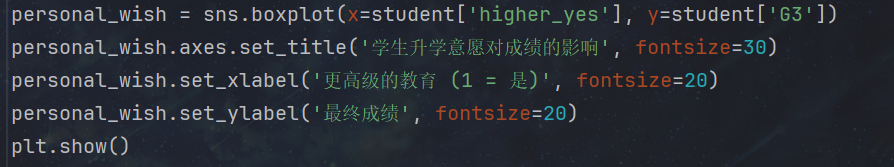 personal_wish = sns.boxplot(x=student['higher_yes'], y=student['G3'])
personal_wish.axes.set_title('学生升学意愿对成绩的影响', fontsize=30)
personal_wish.set_xlabel('更高级的教育 (1 = 是)', fontsize=20)
personal_wish.set_ylabel('最终成绩', fontsize=20)
plt.show()